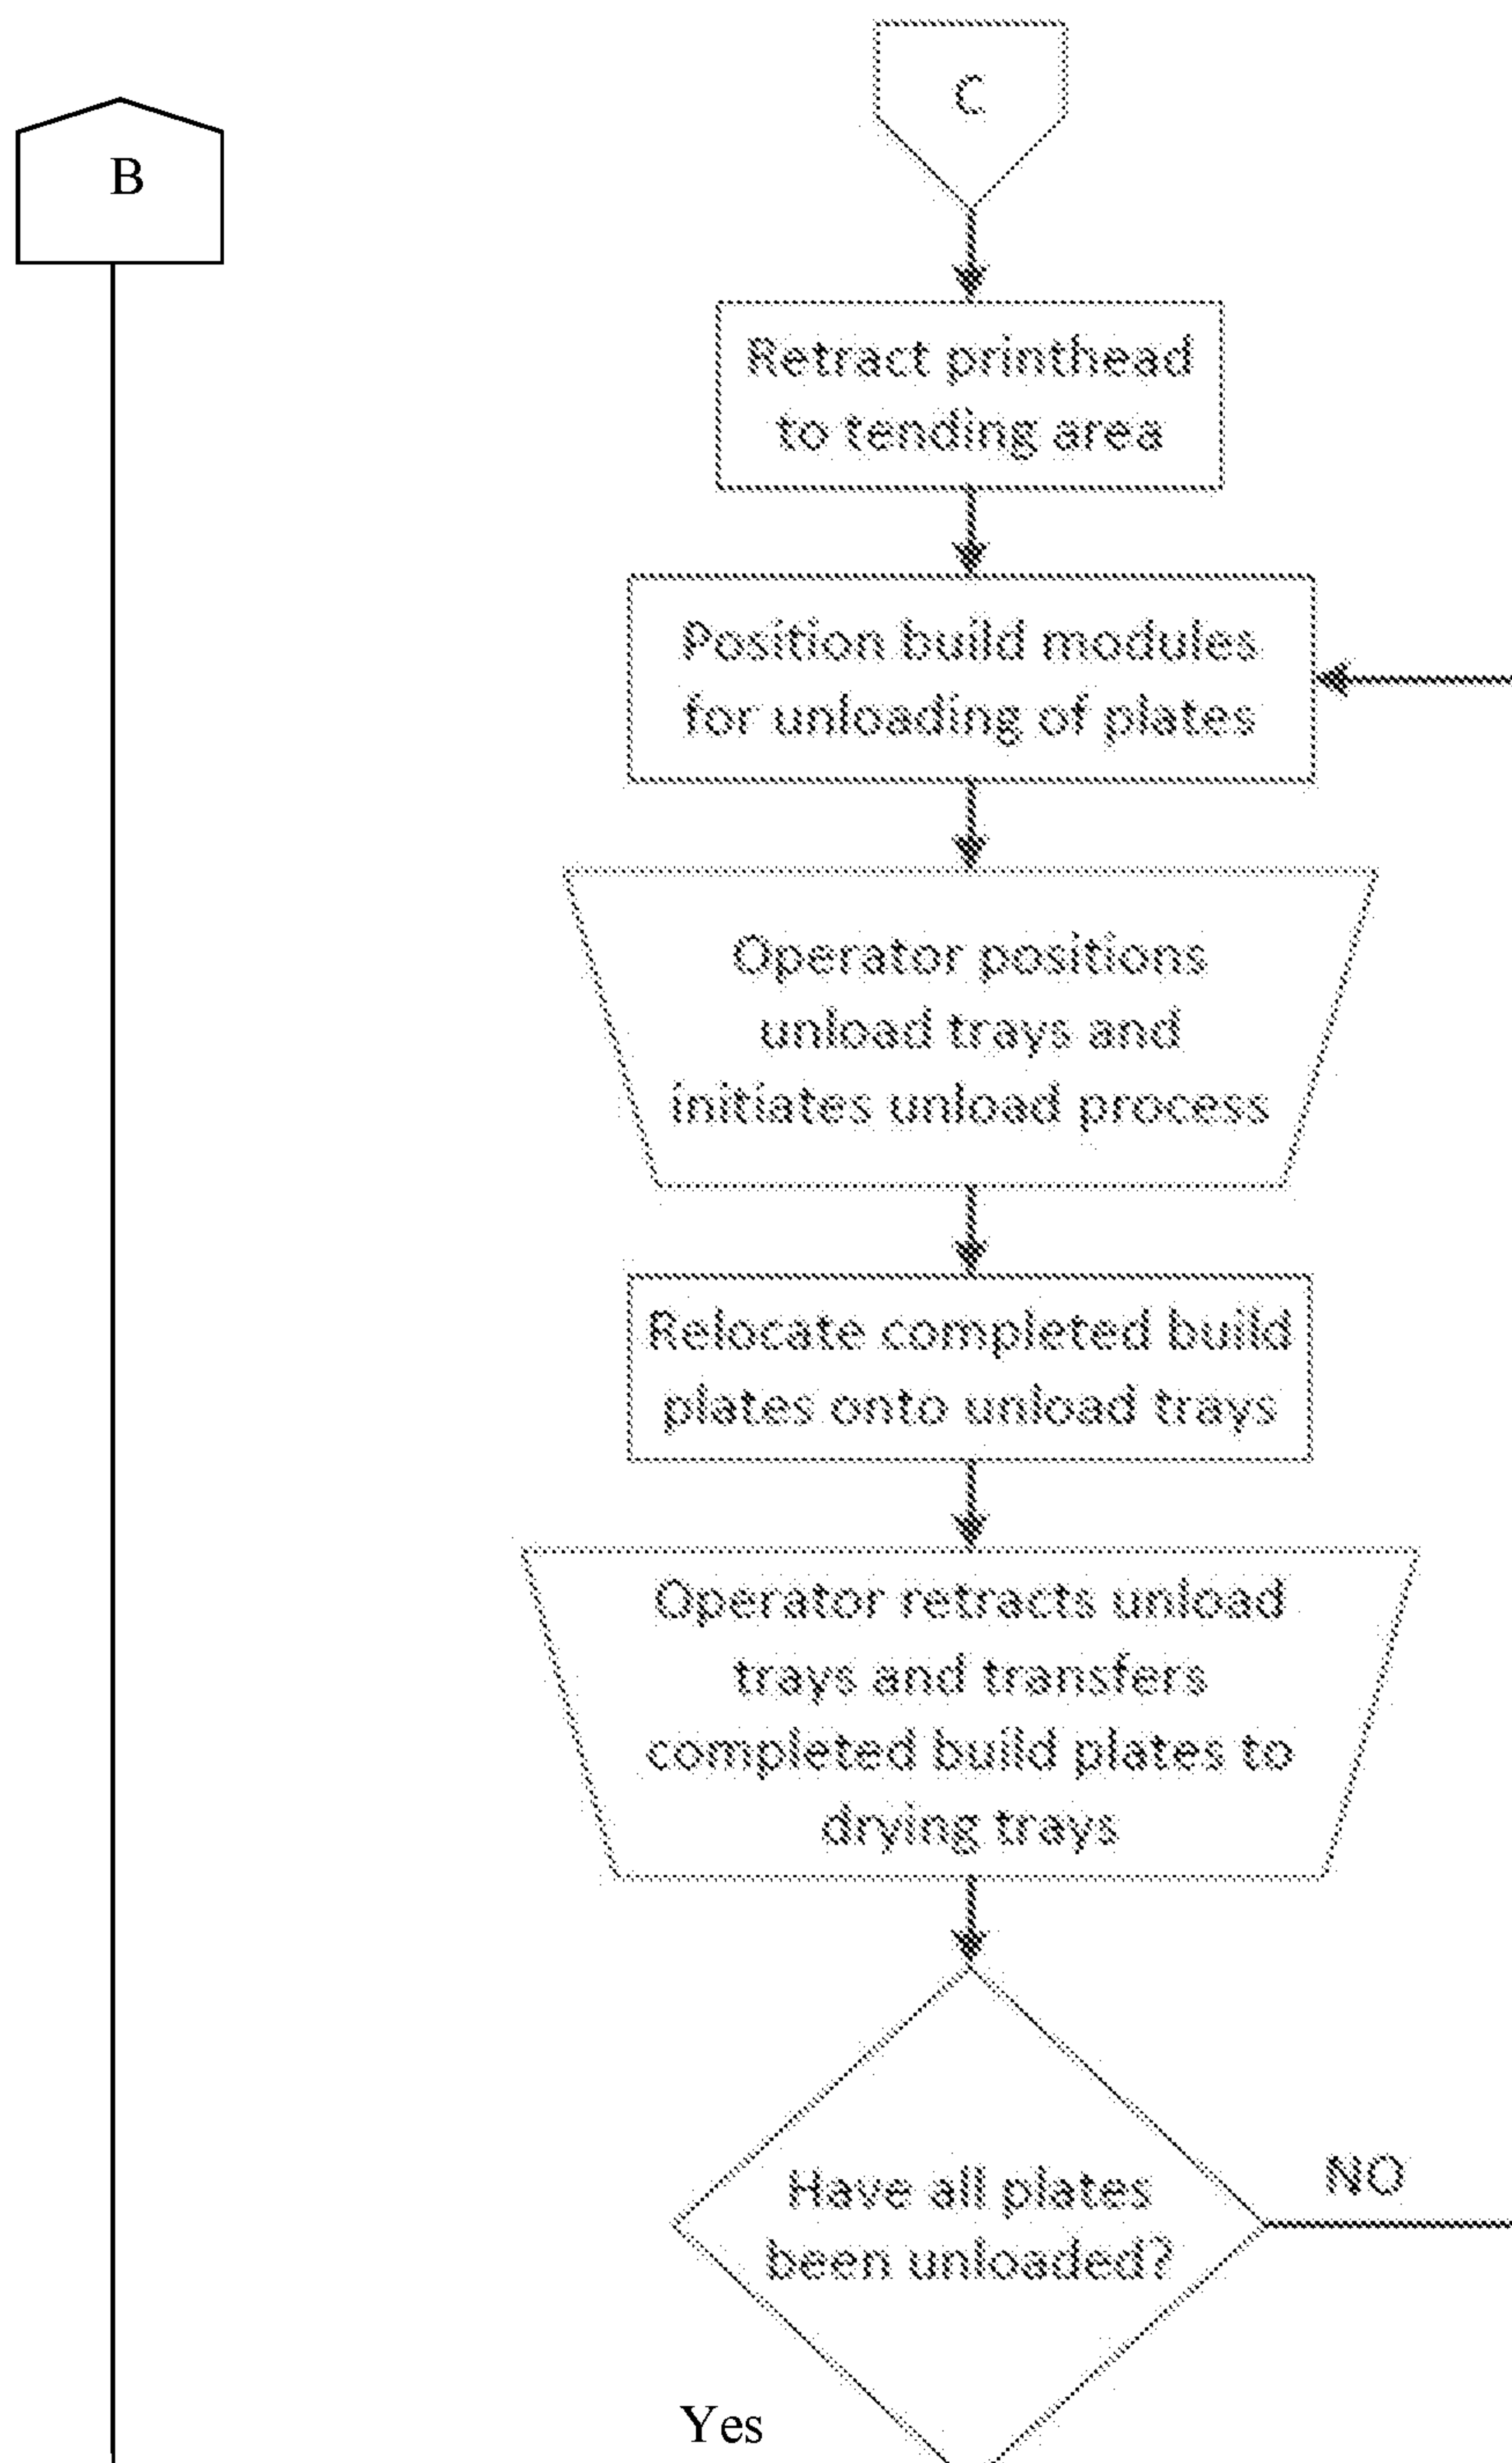 C
B
Retract printhead
to tending area
Position build modules
for unloading of plates
Operator positions
unload trays and
initiates unload process
Relocate completed build
plates onto unload trays
Operator retracts unload
trays and transfers
completed build plates to
drying trays
NO
Have all plates
been unloaded?
Yes